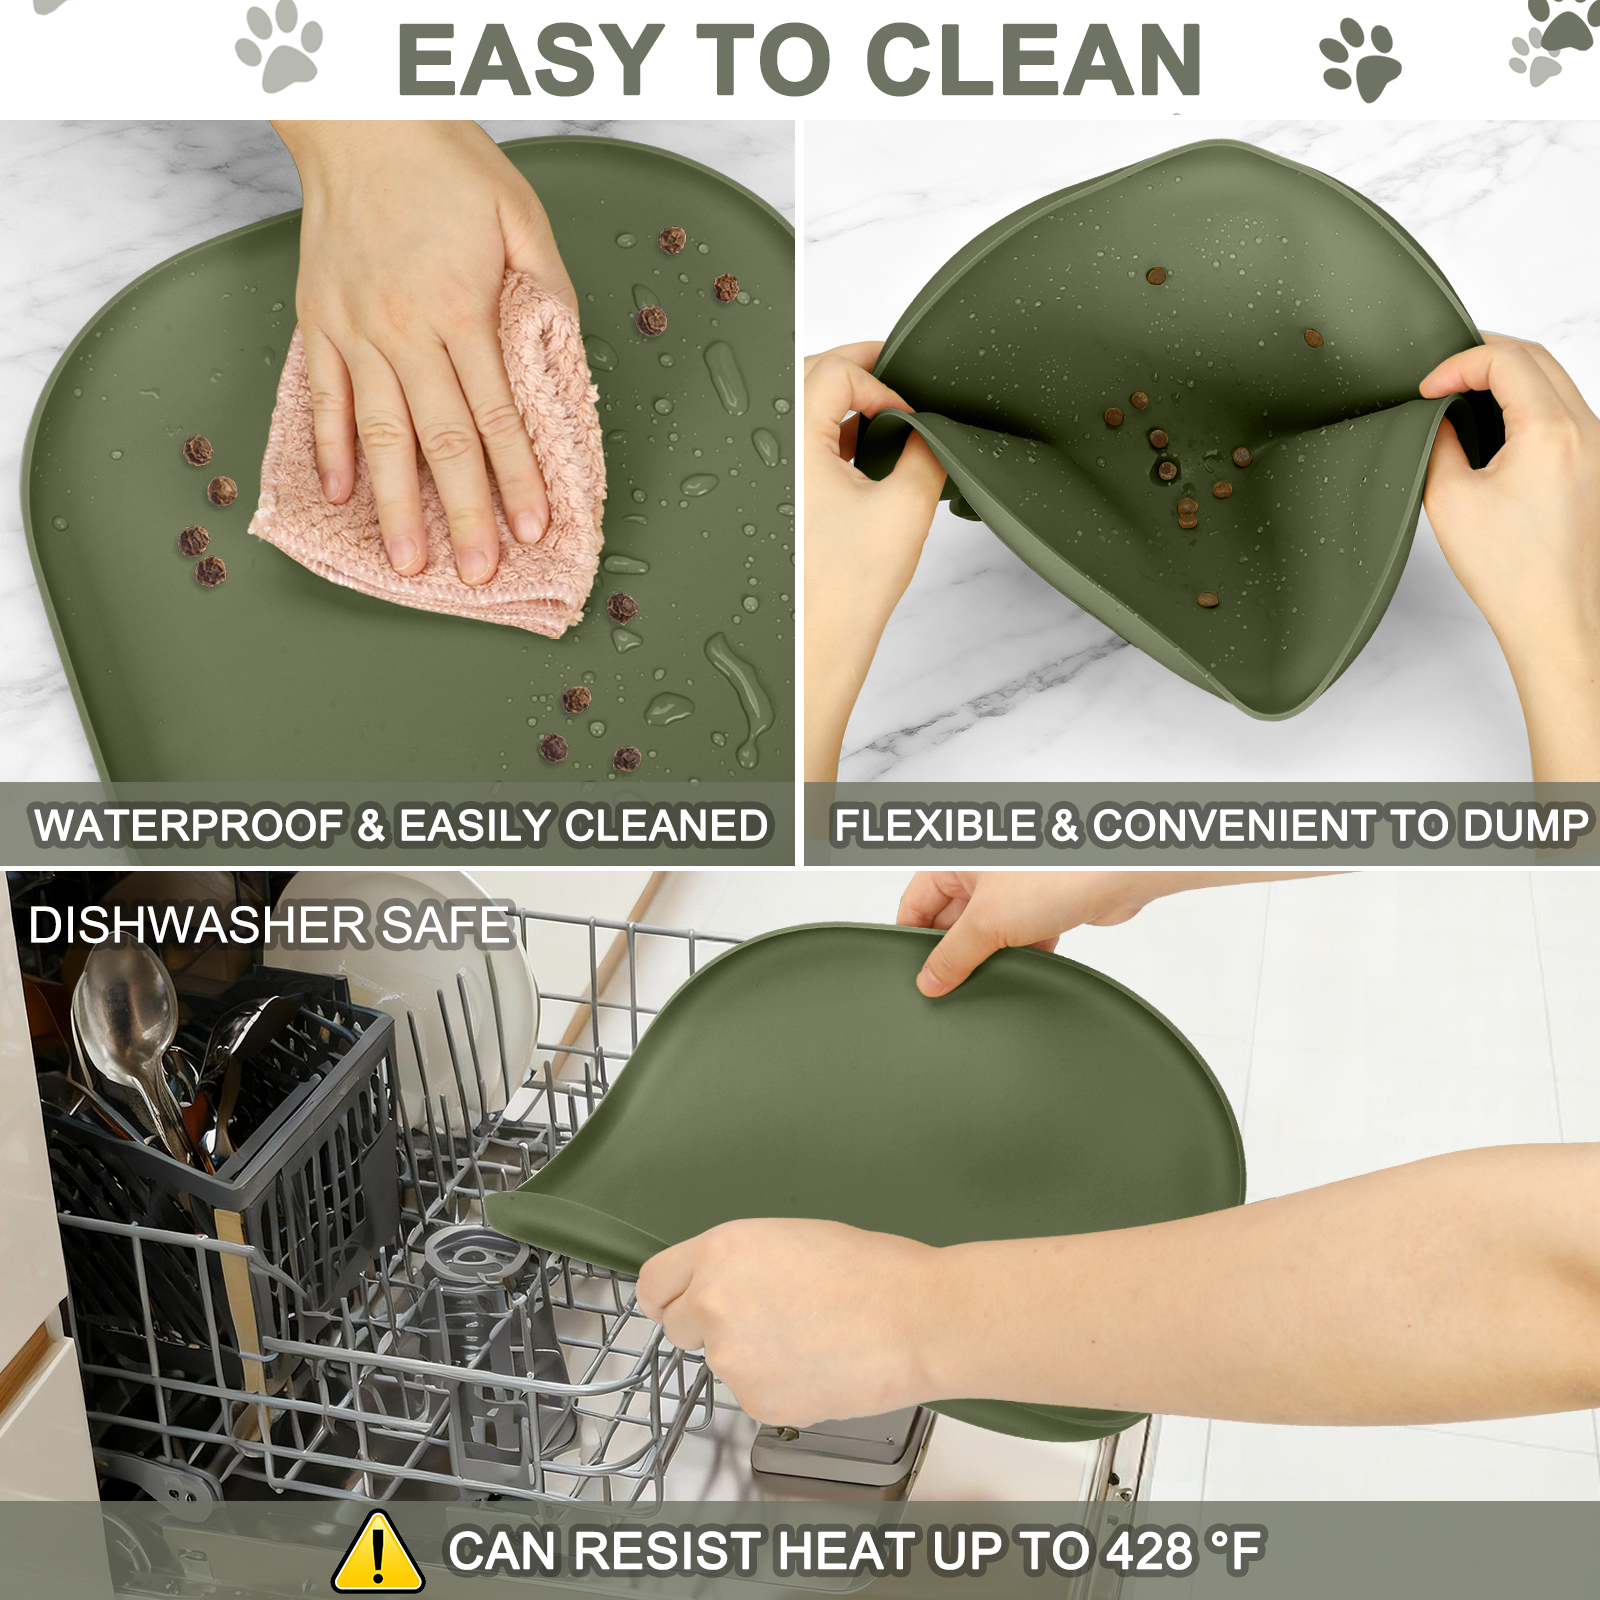 EASY TO CLEAN
WATERPROOF & EASILY CLEANED
FLEXIBLE & CONVENIENT TO DUMP
DISHWASHER SAFE
CAN RESIST HEAT UP TO 428 °F